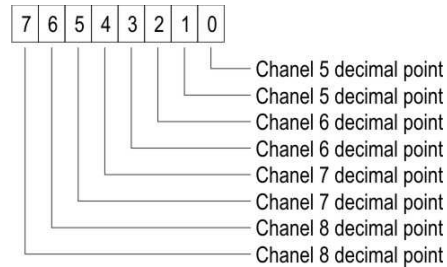 7 6 5 4 3 2 1 0
Chanel 5 decimal point
Chanel 5 decimal point
Chanel 6 decimal point
Chanel 6 decimal point
Chanel 7 decimal point
Chanel 7 decimal point
Chanel 8 decimal point
Chanel 8 decimal point